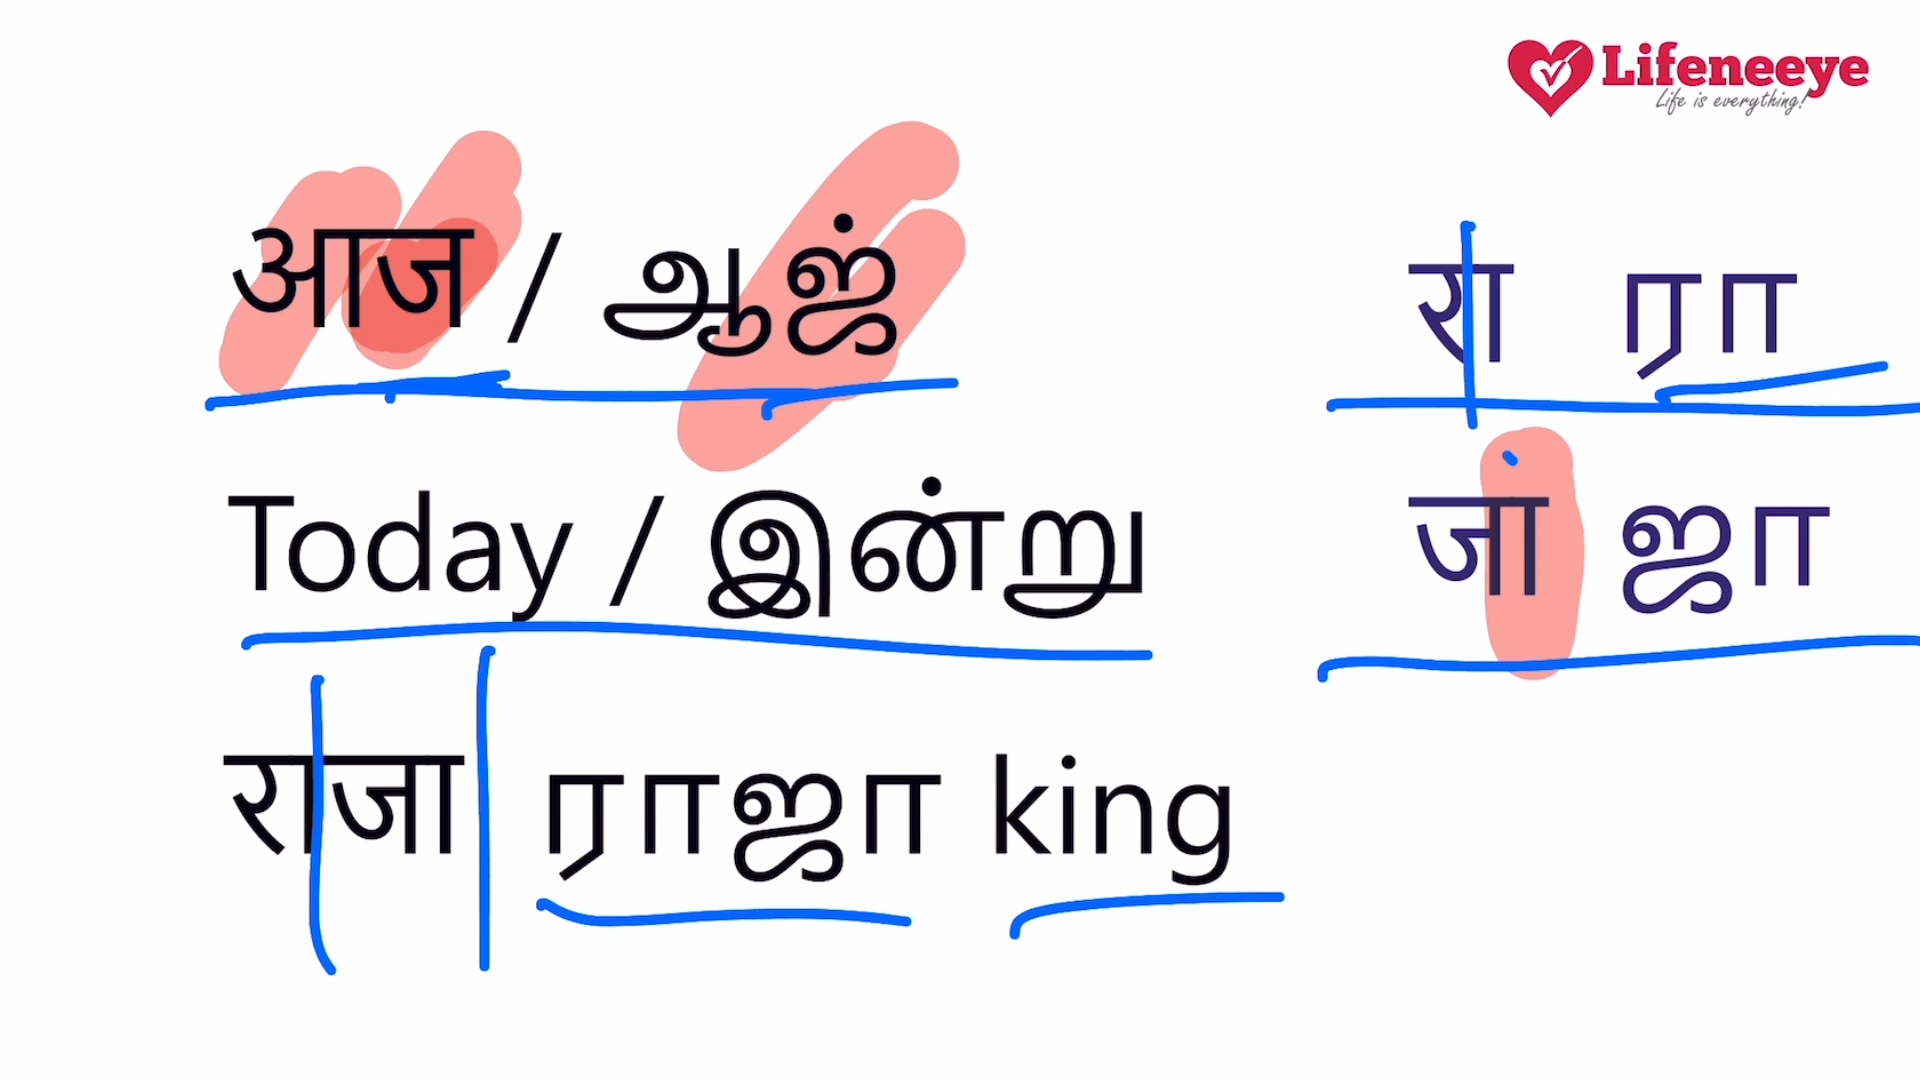 Lifeneeye
Life is everything!
आज / ஆஜ்
Today / இன்று
राजा ராஜா king
रा ரா
जा ஜா